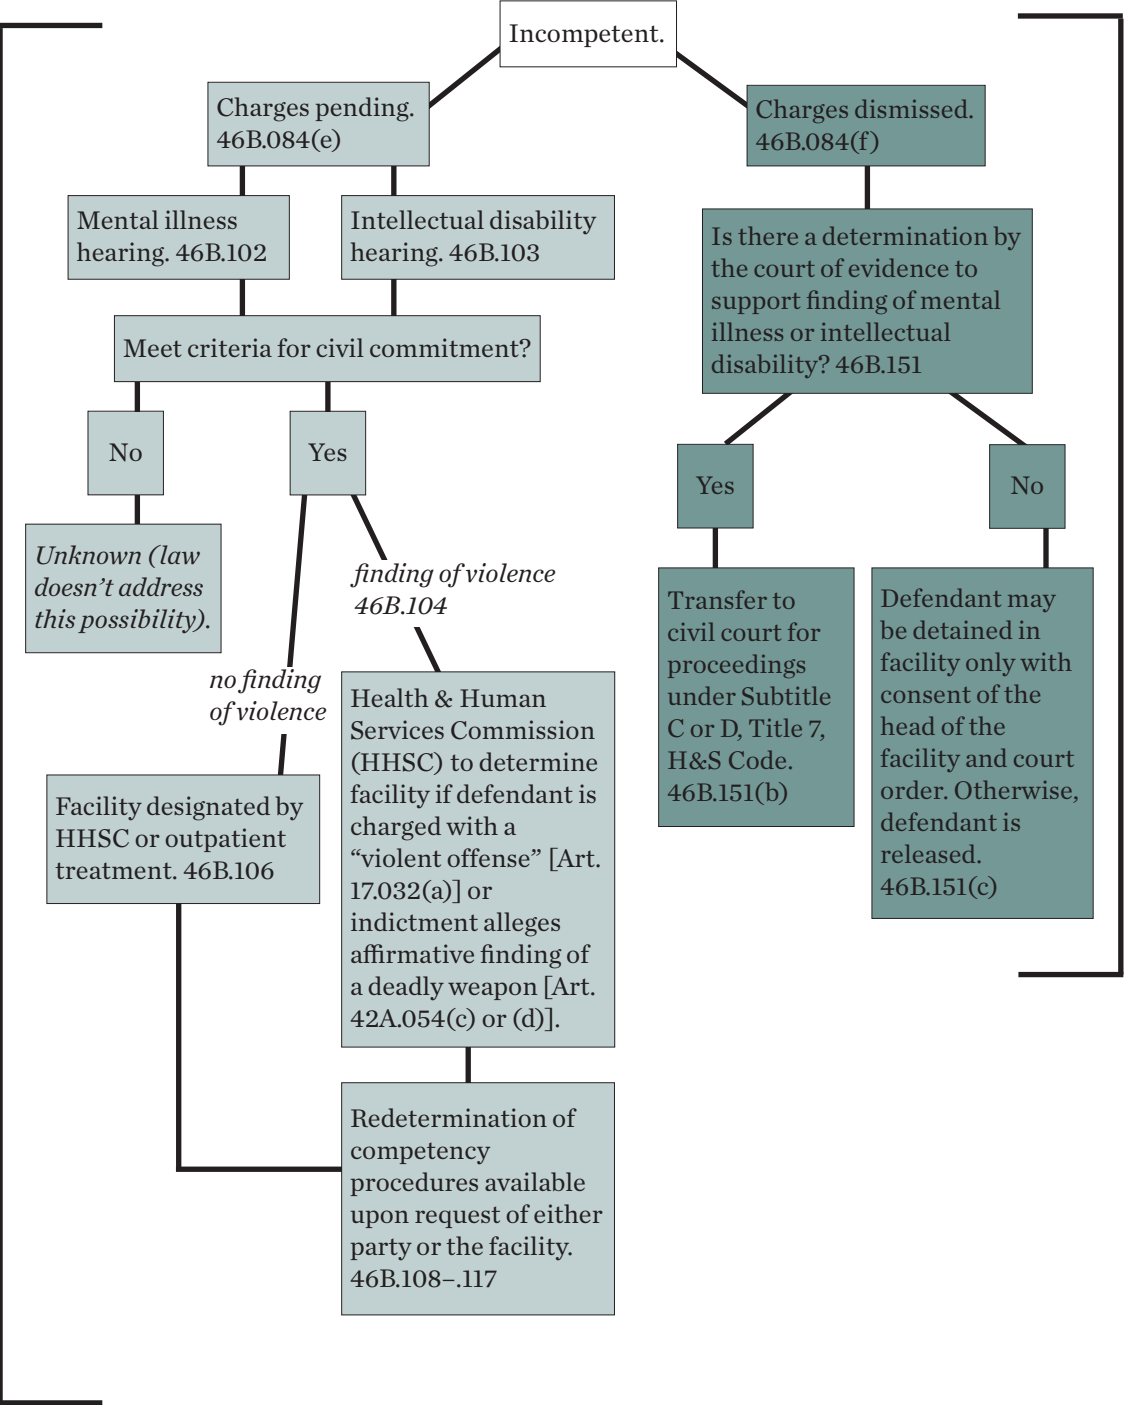 Incompetent.
Charges pending.
46B.084(e)
Charges dismissed.
46B.084(f)
Mental illness
hearing. 46B.102
Intellectual disability
hearing. 46B.103
Is there a determination by
the court of evidence to
support finding of mental
illness or intellectual
disability? 46B.151
Meet criteria for civil commitment?
No
Yes
Yes
No
Unknown (law
doesn’t address
this possibility).
finding of violence
46B.104
no finding
of violence
Transfer to
civil court for
proceedings
under Subtitle
C or D, Title 7,
H&S Code.
46B.151(b)
Defendant may
be detained in
facility only with
consent of the
head of the
facility and court
order. Otherwise,
defendant is
released.
46B.151(c)
Health & Human
Services Commission
(HHSC) to determine
facility if defendant is
charged with a
“violent offense” [Art.
17.032(a)] or
indictment alleges
affirmative finding of
a deadly weapon [Art.
42A.054(c) or (d)].
Facility designated by
HHSC or outpatient
treatment. 46B.106
Redetermination of
competency
procedures available
upon request of either
party or the facility.
46B.108–.117